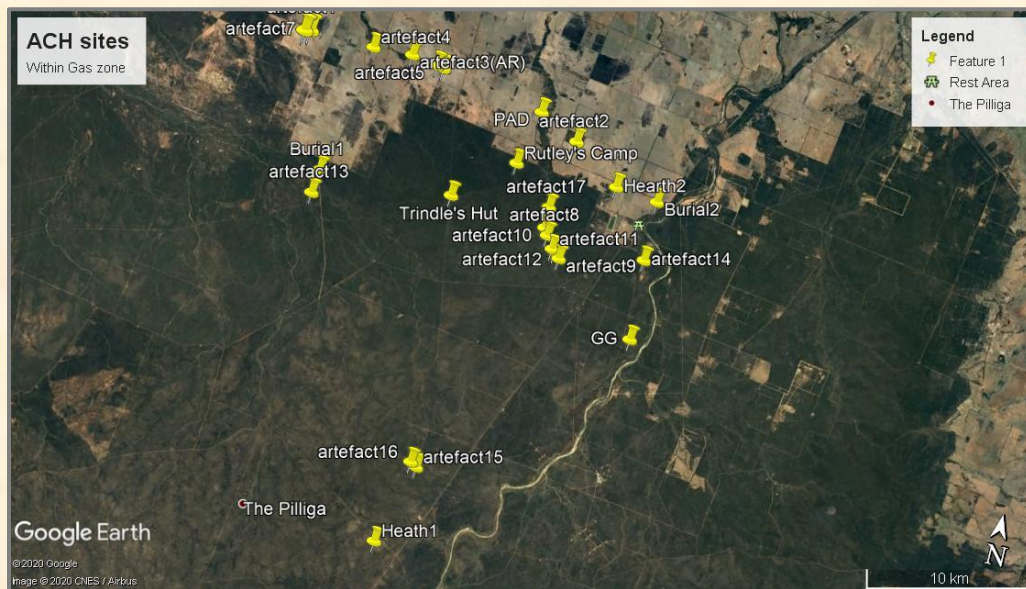 ACH sites
Within Gas zone
Legend
Feature 1
Rest Area
The Pilliga
artefact7
artefact4
artefact5
artefact3(AR)
PAD
artefact2
Rutley's Camp
Burial1
artefact13
artefact17
Hearth2
Trindle's Hut
artefact8
Burial2
artefact10
artefact11
artefact12
artefact9
artefact14
GG
artefact16
artefact15
The Pilliga
Heath1
Google Earth
©2020 Google
Image © 2020 CNES / Airbus
N
10 km